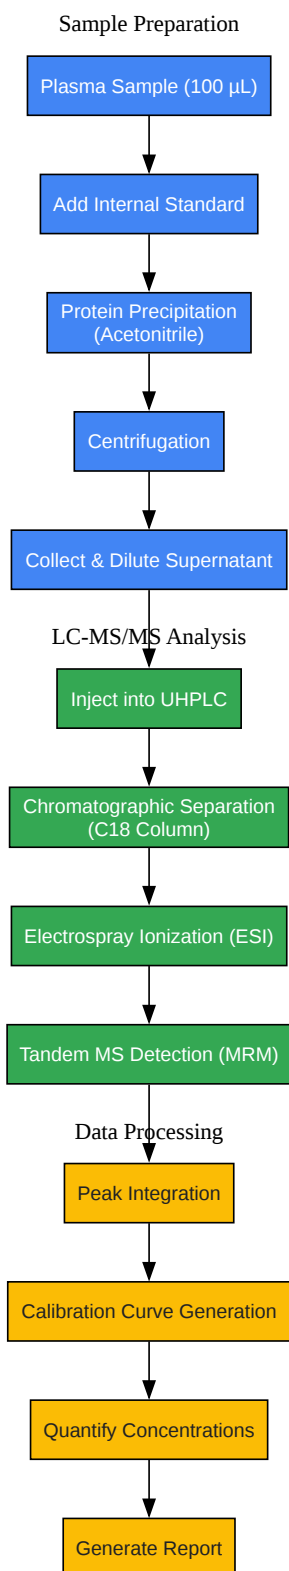 Sample Preparation
Plasma Sample (100 µL)
Add Internal Standard
Protein Precipitation
(Acetonitrile)
Centrifugation
Collect & Dilute Supernatant
LC-MS/MS Analysis
Inject into UHPLC
Chromatographic Separation
(C18 Column)
Electrospray Ionization (ESI)
Tandem MS Detection (MRM)
Data Processing
Peak Integration
Calibration Curve Generation
Quantify Concentrations
Generate Report